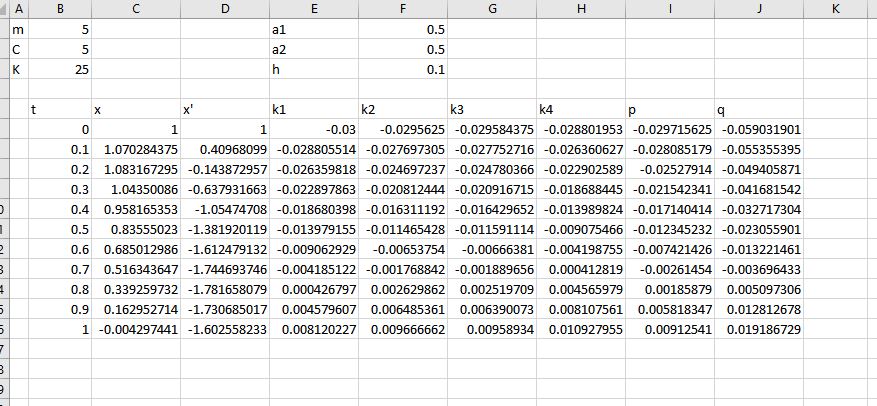 A B C D E F G H I J K
m 5 a1 0.5
C 5 a2 0.5
K 25 h 0.1
t x x' k1 k2 k3 k4 p q
0 1 1 -0.03 -0.0295625 -0.029584375 -0.028801953 -0.029715625 -0.059031901
0.1 1.070284375 0.40968099 -0.028805514 -0.027697305 -0.027752716 -0.026360627 -0.028085179 -0.055355395
0.2 1.083167295 -0.143872957 -0.026359818 -0.024697237 -0.024780366 -0.022902589 -0.02527914 -0.049405871
0.3 1.04350086 -0.637931663 -0.022897863 -0.020812444 -0.020916715 -0.018688445 -0.021542341 -0.041681542
0 0.4 0.958165353 -1.05474708 -0.018680398 -0.016311192 -0.016429652 -0.013989824 -0.017140414 -0.032717304
0.5 0.83555023 -1.381920119 -0.013979155 -0.011465428 -0.011591114 -0.009075466 -0.012345232 -0.023055901
2 0.6 0.685012986 -1.612479132 -0.009062929 -0.00653754 -0.00666381 -0.004198755 -0.007421426 -0.013221461
3 0.7 0.516343647 -1.744693746 -0.004185122 -0.001768842 -0.001889656 0.000412819 -0.00261454 -0.003696433
4 0.8 0.339259732 -1.781658079 0.000426797 0.002629862 0.002519709 0.004565979 0.00185879 0.005097306
5 0.9 0.162952714 -1.730685017 0.004579607 0.006485361 0.006390073 0.008107561 0.005818347 0.012812678
6 1 -0.004297441 -1.602558233 0.008120227 0.009666662 0.00958934 0.010927955 0.00912541 0.019186729
7
8
9